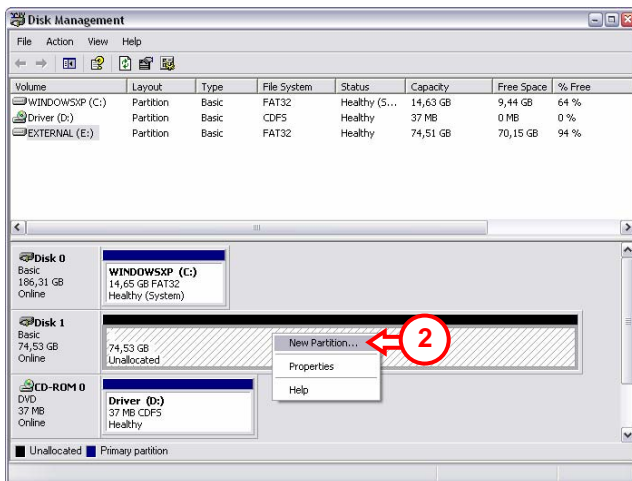 Disk Management
File Action View Help
Volume Layout Type File System Status Capacity Free Space % Free
WINDOWSXP (C:) Partition Basic FAT32 Healthy (S... 14,63 GB 9,44 GB 64 %
Driver (D:) Partition Basic CDFS Healthy 37 MB 0 MB 0 %
EXTERNAL (E:) Partition Basic FAT32 Healthy 74,51 GB 70,15 GB 94 %
Disk 0
Basic
186,31 GB
Online
WINDOWSXP (C:)
14,65 GB FAT32
Healthy (System)
Disk 1
Basic
74,53 GB
Online
74,53 GB
Unallocated
New Partition...
Properties
Help
2
CD-ROM 0
DVD
37 MB
Online
Driver (D:)
37 MB CDFS
Healthy
Unallocated Primary partition